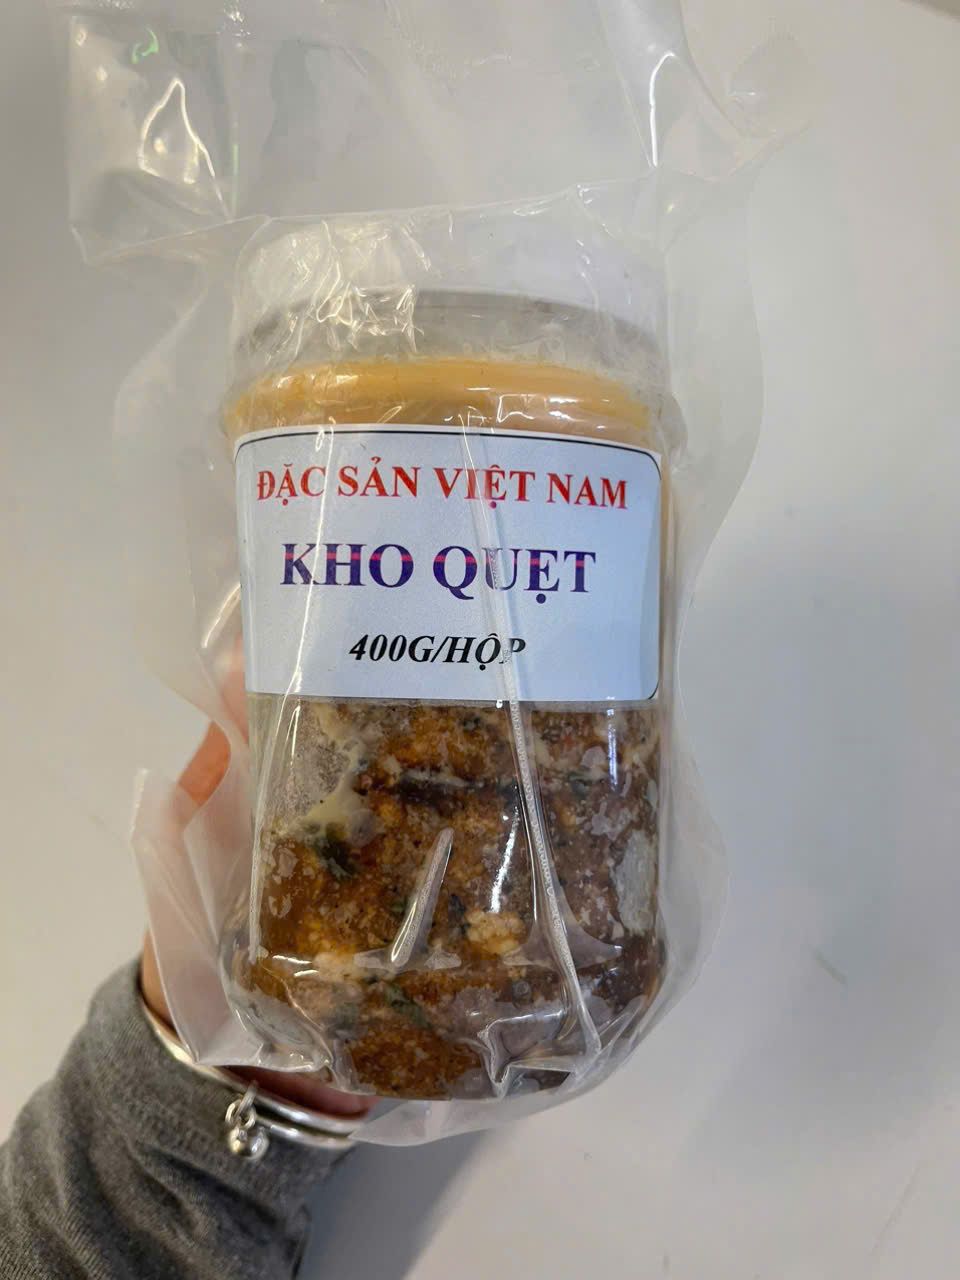 ĐẶC SẢN VIỆT NAM
KHO QUẸT
400G/HỘP